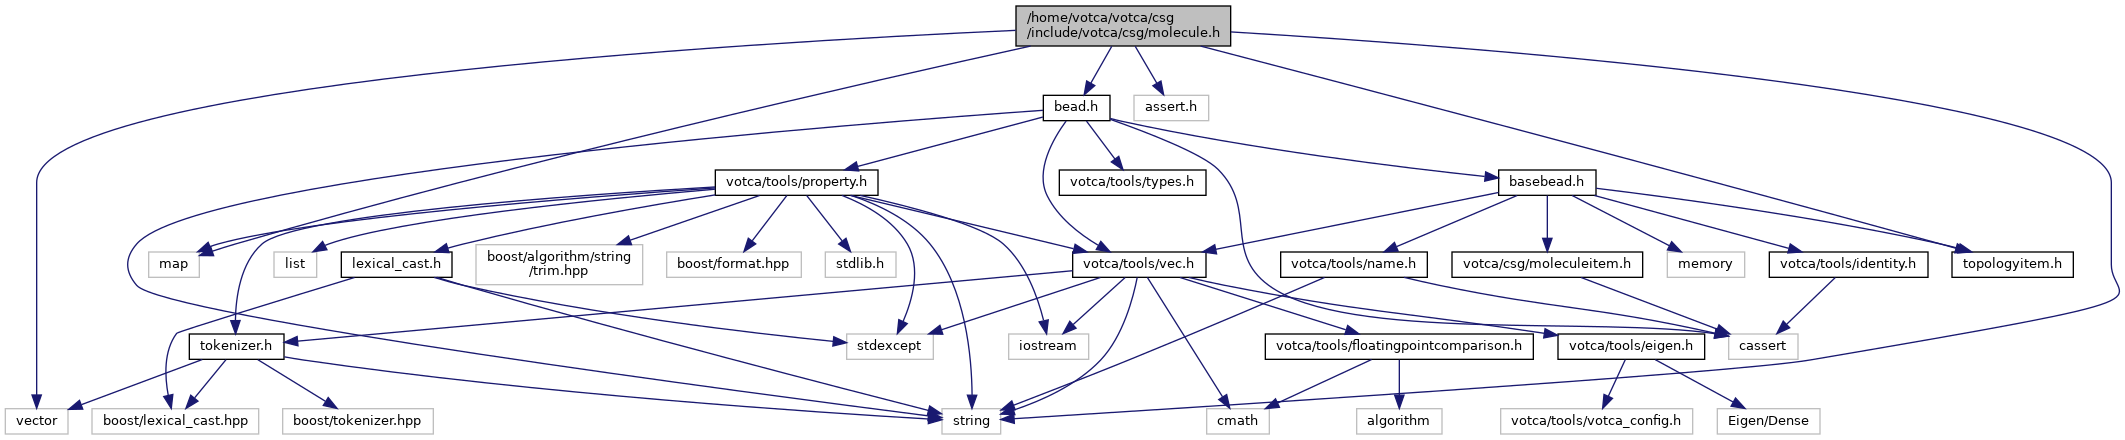 /home/votca/votca/csg
/include/votca/csg/molecule.h
bead.h
assert.h
votca/tools/property.h
votca/tools/types.h
basebead.h
map
list
lexical_cast.h
boost/algorithm/string
/trim.hpp
boost/format.hpp
stdlib.h
votca/tools/vec.h
votca/tools/name.h
votca/csg/moleculeitem.h
memory
votca/tools/identity.h
topologyitem.h
tokenizer.h
stdexcept
iostream
votca/tools/floatingpointcomparison.h
votca/tools/eigen.h
cassert
vector
boost/lexical_cast.hpp
boost/tokenizer.hpp
string
cmath
algorithm
votca/tools/votca_config.h
Eigen/Dense